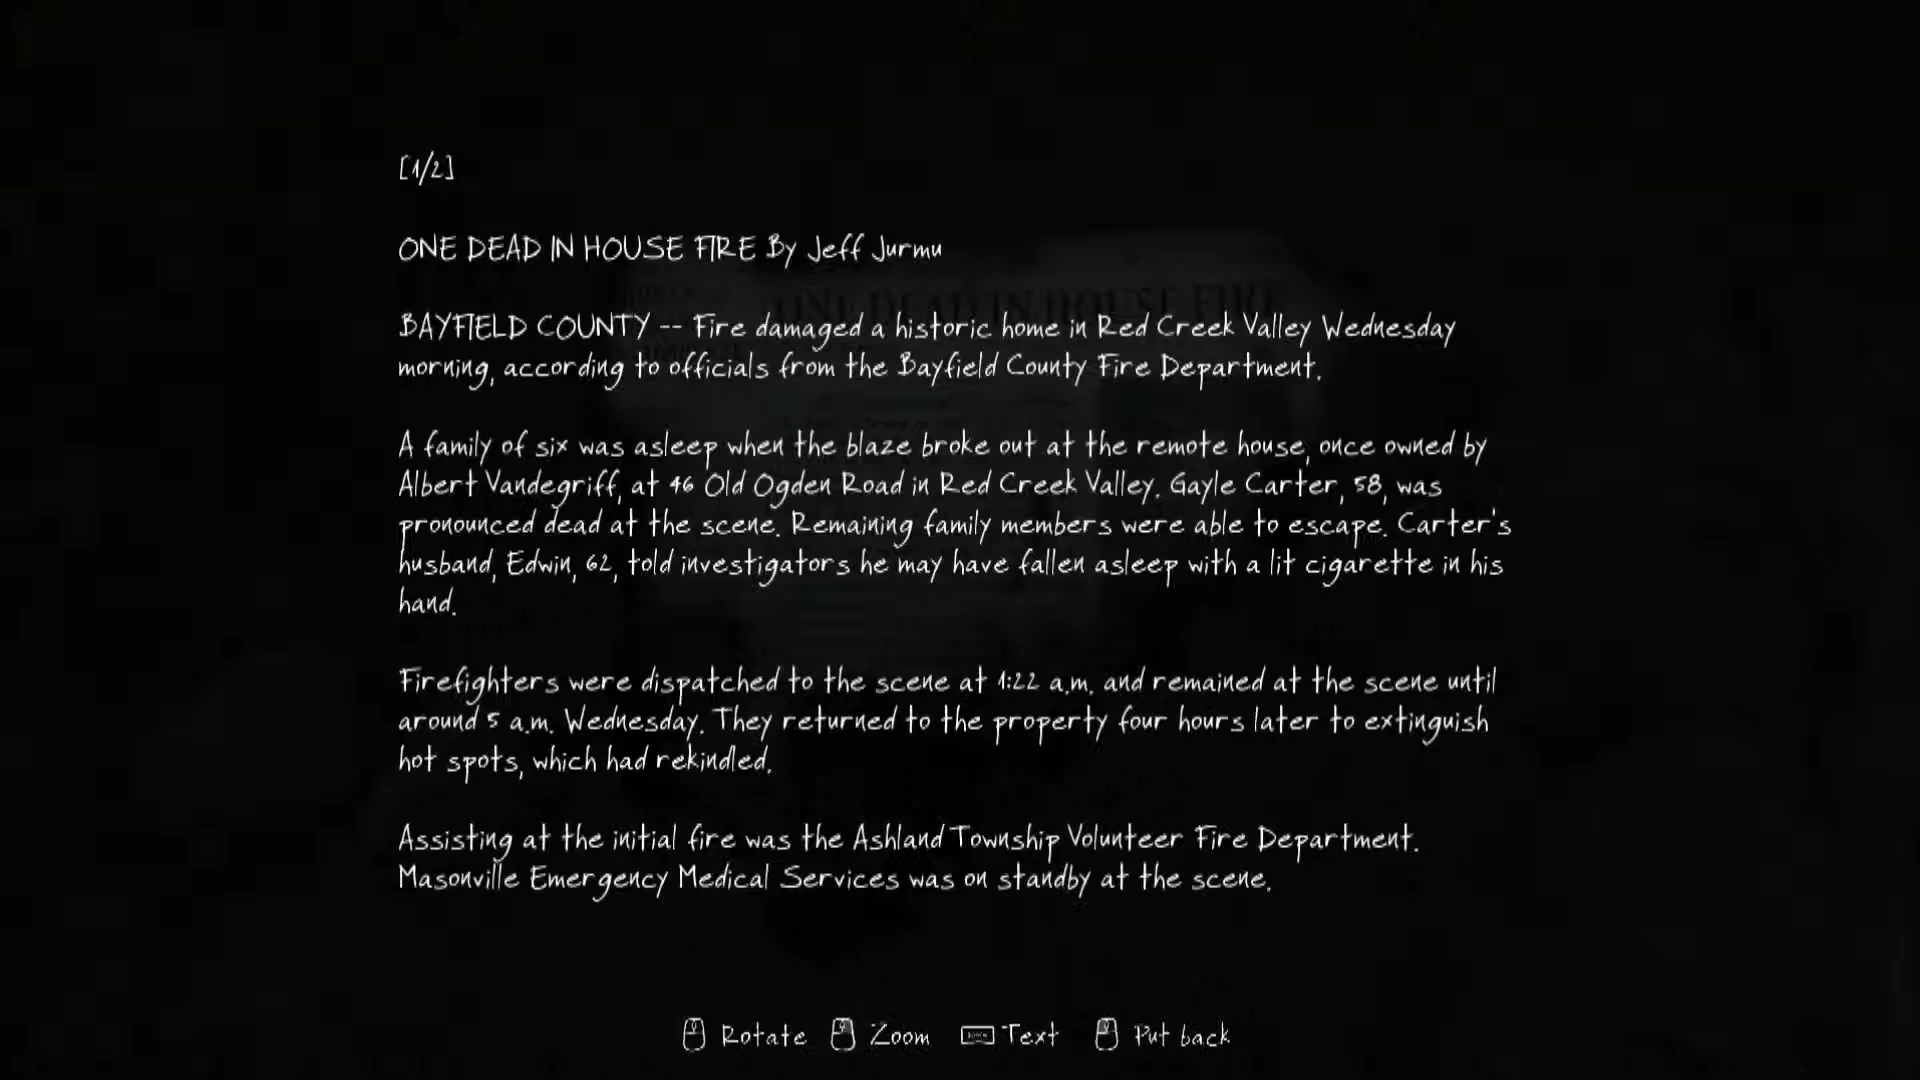 [1/2]
ONE DEAD IN HOUSE FIRE By Jeff Jurmu
BAYFIELD COUNTY -- Fire damaged a historic home in Red Creek Valley Wednesday
morning, according to officials from the Bayfield County Fire Department.
A family of six was asleep when the blaze broke out at the remote house, once owned by
Albert Vandegriff, at 46 Old Ogden Road in Red Creek Valley. Gayle Carter, 58, was
pronounced dead at the scene. Remaining family members were able to escape. Carter's
husband, Edwin, 62, told investigators he may have fallen asleep with a lit cigarette in his
hand.
Firefighters were dispatched to the scene at 1:22 a.m. and remained at the scene until
around 5 a.m. Wednesday. They returned to the property four hours later to extinguish
hot spots, which had rekindled.
Assisting at the initial fire was the Ashland Township Volunteer Fire Department.
Masonville Emergency Medical Services was on standby at the scene.
Rotate Zoom Text Put back
ONE DEAD IN HOUSE FIRE